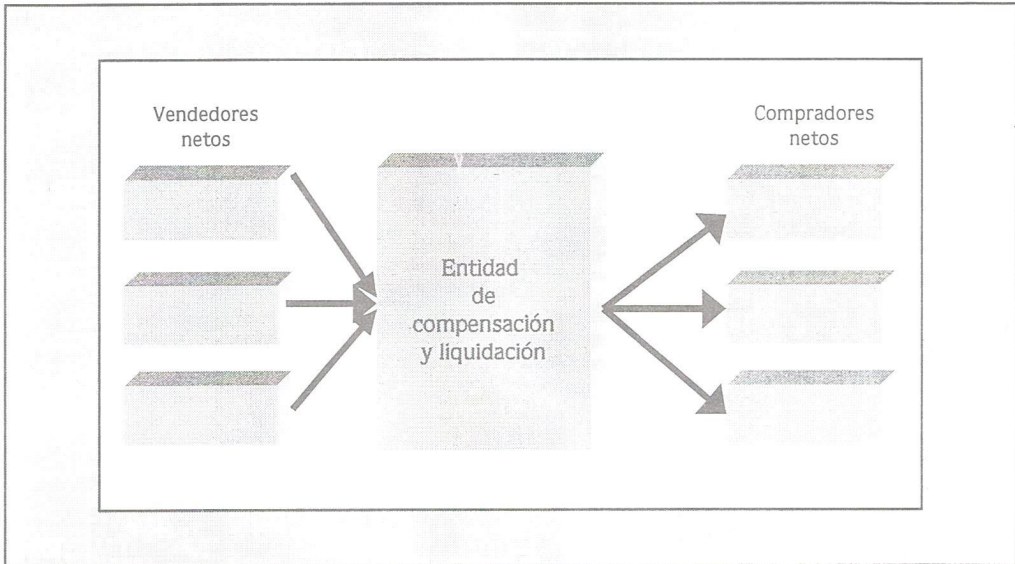 Vendedores
netos
Compradores
netos
Entidad
de
compensación
y liquidación